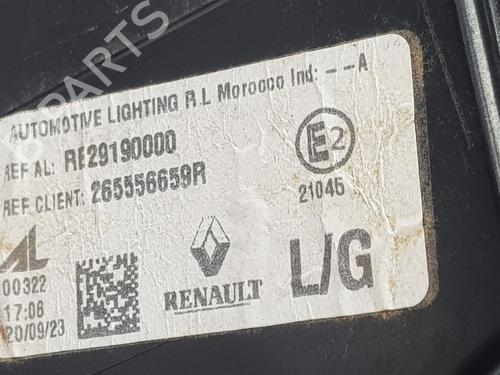 PARTS
AUTOMOTIVE LIGHTING R.L Morocco Ind: --A
REF AL: RE29190000
REF CLIENT: 265556659R
E2
21045
AL
00322
17:06
20/09/23
RENAULT
L/G